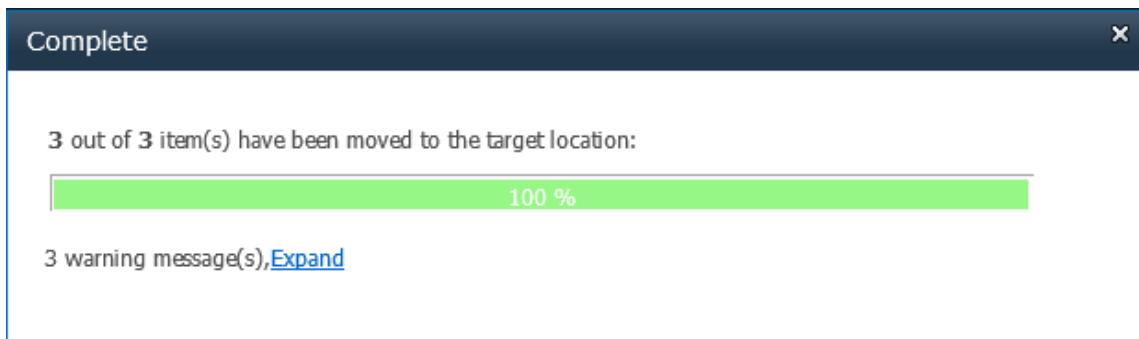 Complete
3 out of 3 item(s) have been moved to the target location:
100 %
3 warning message(s),Expand